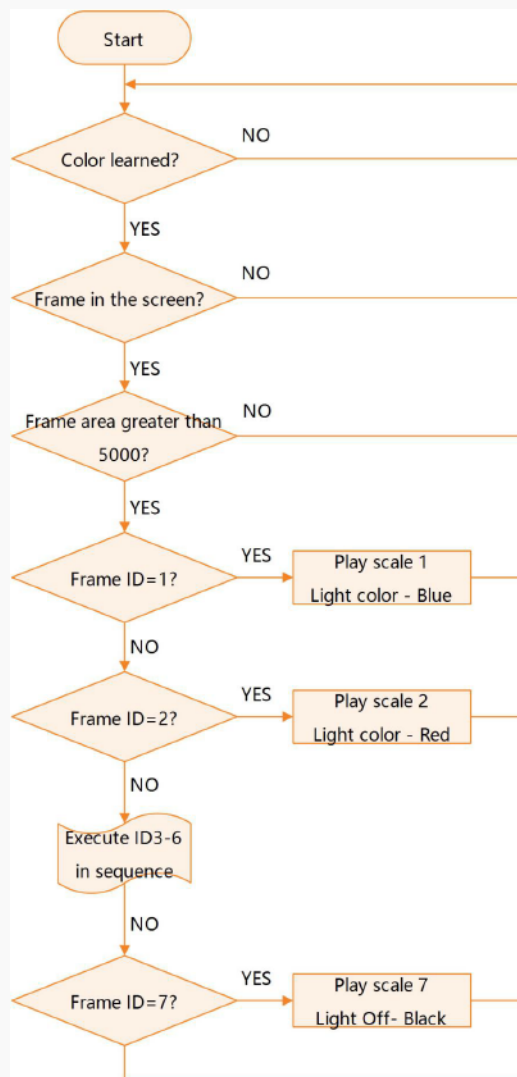 Start
NO
Color learned?
YES
NO
Frame in the screen?
YES
NO
Frame area greater than
5000?
YES
YES
Frame ID=1?
Play scale 1
Light color - Blue
NO
YES
Frame ID=2?
Play scale 2
Light color - Red
NO
Execute ID3-6
in sequence
NO
YES
Frame ID=7?
Play scale 7
Light Off- Black